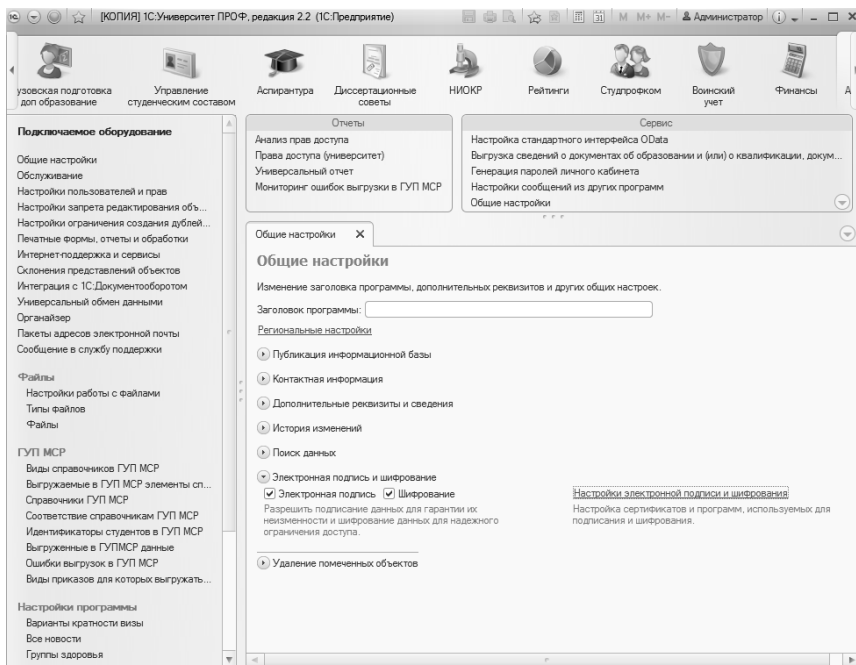 [КОПИЯ] 1С:Университет ПРОФ, редакция 2.2 (1С:Предприятие)
M M+ M- Администратор
узовская подготовка
доп образование
Управление
студенческим составом
Аспирантура
Диссертационные
советы
НИОКР
Рейтинги
Студпрофком
Воинский
учет
Финансы
А
Подключаемое оборудование
Общие настройки
Обслуживание
Настройки пользователей и прав
Настройки запрета редактирования объ...
Настройки ограничения создания дублей...
Печатные формы, отчеты и обработки
Интернет-поддержка и сервисы
Склонения представлений объектов
Интеграция с 1С:Документооборотом
Универсальный обмен данными
Органайзер
Пакеты адресов электронной почты
Сообщение в службу поддержки
Файлы
Настройки работы с файлами
Типы файлов
Файлы
ГУП МСР
Виды справочников ГУП МСР
Выгружаемые в ГУП МСР элементы сп...
Справочники ГУП МСР
Соответствие справочникам ГУП МСР
Идентификаторы студентов в ГУП МСР
Выгруженные в ГУПМСР данные
Ошибки выгрузок в ГУП МСР
Виды приказов для которых выгружать...
Настройки программы
Варианты кратности визы
Все новости
Группы здоровья
Отчеты
Анализ прав доступа
Права доступа (университет)
Универсальный отчет
Мониторинг ошибок выгрузки в ГУП МСР
Сервис
Настройка стандартного интерфейса OData
Выгрузка сведений о документах об образовании и (или) о квалификации, докум...
Генерация паролей личного кабинета
Настройки сообщений из других программ
Общие настройки
Общие настройки
Общие настройки
Изменение заголовка программы, дополнительных реквизитов и других общих настроек.
Заголовок программы:
Региональные настройки
Публикация информационной базы
Контактная информация
Дополнительные реквизиты и сведения
История изменений
Поиск данных
Электронная подпись и шифрование
Электронная подпись Шифрование
Разрешить подписание данных для гарантии их
неизменности и шифрование данных для надежного
ограничения доступа.
Настройки электронной подписи и шифрования
Настройка сертификатов и программ, используемых для
подписания и шифрования.
Удаление помеченных объектов